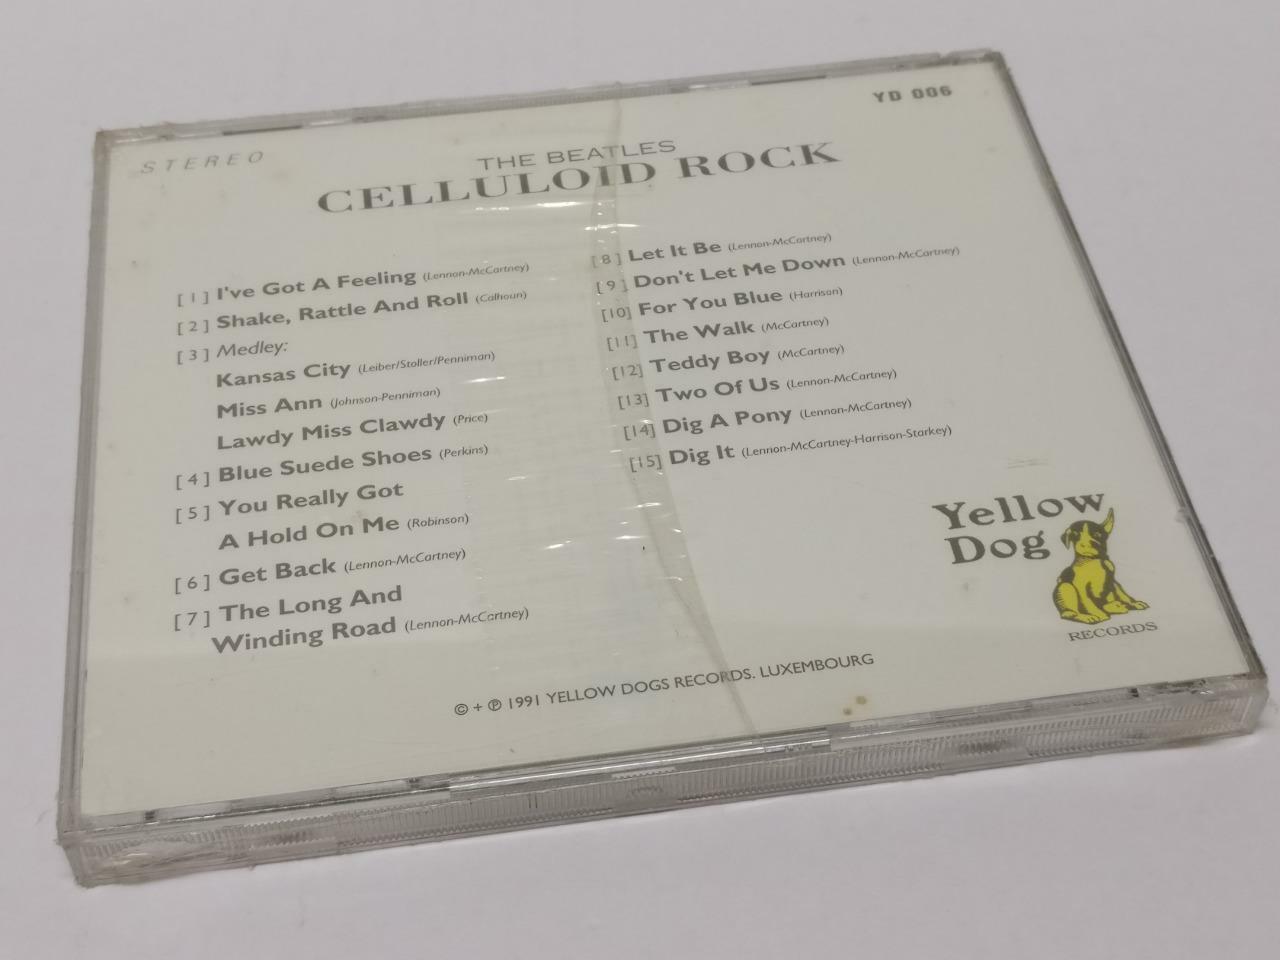 YD 006
STEREO
THE BEATLES
CELLULOID ROCK
[1] I've Got A Feeling (Lennon-McCartney)
[2] Shake, Rattle And Roll (Calhoun)
[3] Medley:
Kansas City (Leiber/Stoller/Penniman)
Miss Ann (Johnson-Penniman)
Lawdy Miss Clawdy (Price)
[4] Blue Suede Shoes (Perkins)
[5] You Really Got
A Hold On Me (Robinson)
[6] Get Back (Lennon-McCartney)
[7] The Long And
Winding Road (Lennon-McCartney)
[8] Let It Be (Lennon-McCartney)
[9] Don't Let Me Down (Lennon-McCartney)
[10] For You Blue (Harrison)
[11] The Walk (McCartney)
[12] Teddy Boy (McCartney)
[13] Two Of Us (Lennon-McCartney)
[14] Dig A Pony (Lennon-McCartney)
[15] Dig It (Lennon-McCartney-Harrison-Starkey)
Yellow
Dog
RECORDS
© + ℗ 1991 YELLOW DOGS RECORDS. LUXEMBOURG